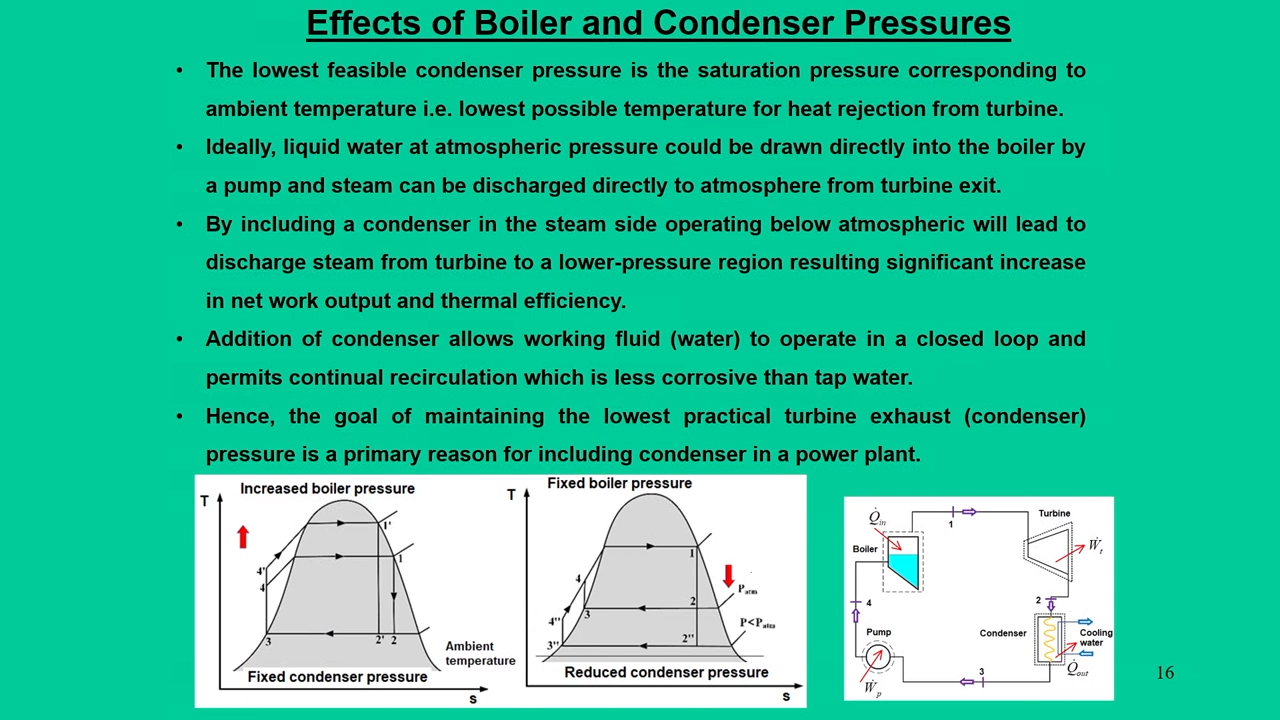 Effects of Boiler and Condenser Pressures
• The lowest feasible condenser pressure is the saturation pressure corresponding to
ambient temperature i.e. lowest possible temperature for heat rejection from turbine.
• Ideally, liquid water at atmospheric pressure could be drawn directly into the boiler by
a pump and steam can be discharged directly to atmosphere from turbine exit.
• By including a condenser in the steam side operating below atmospheric will lead to
discharge steam from turbine to a lower-pressure region resulting significant increase
in net work output and thermal efficiency.
• Addition of condenser allows working fluid (water) to operate in a closed loop and
permits continual recirculation which is less corrosive than tap water.
• Hence, the goal of maintaining the lowest practical turbine exhaust (condenser)
pressure is a primary reason for including condenser in a power plant.
T
Increased boiler pressure
1'
1
4'
4
3
2' 2
Ambient
temperature
Fixed condenser pressure
s
T
Fixed boiler pressure
1
4
Patm
2
3
4''
P<Patm
3''
2''
Reduced condenser pressure
s
Q̇in
1
Turbine
Boiler
Ẇt
4
2
Pump
Condenser
Cooling
water
Q̇out
3
Ẇp
16